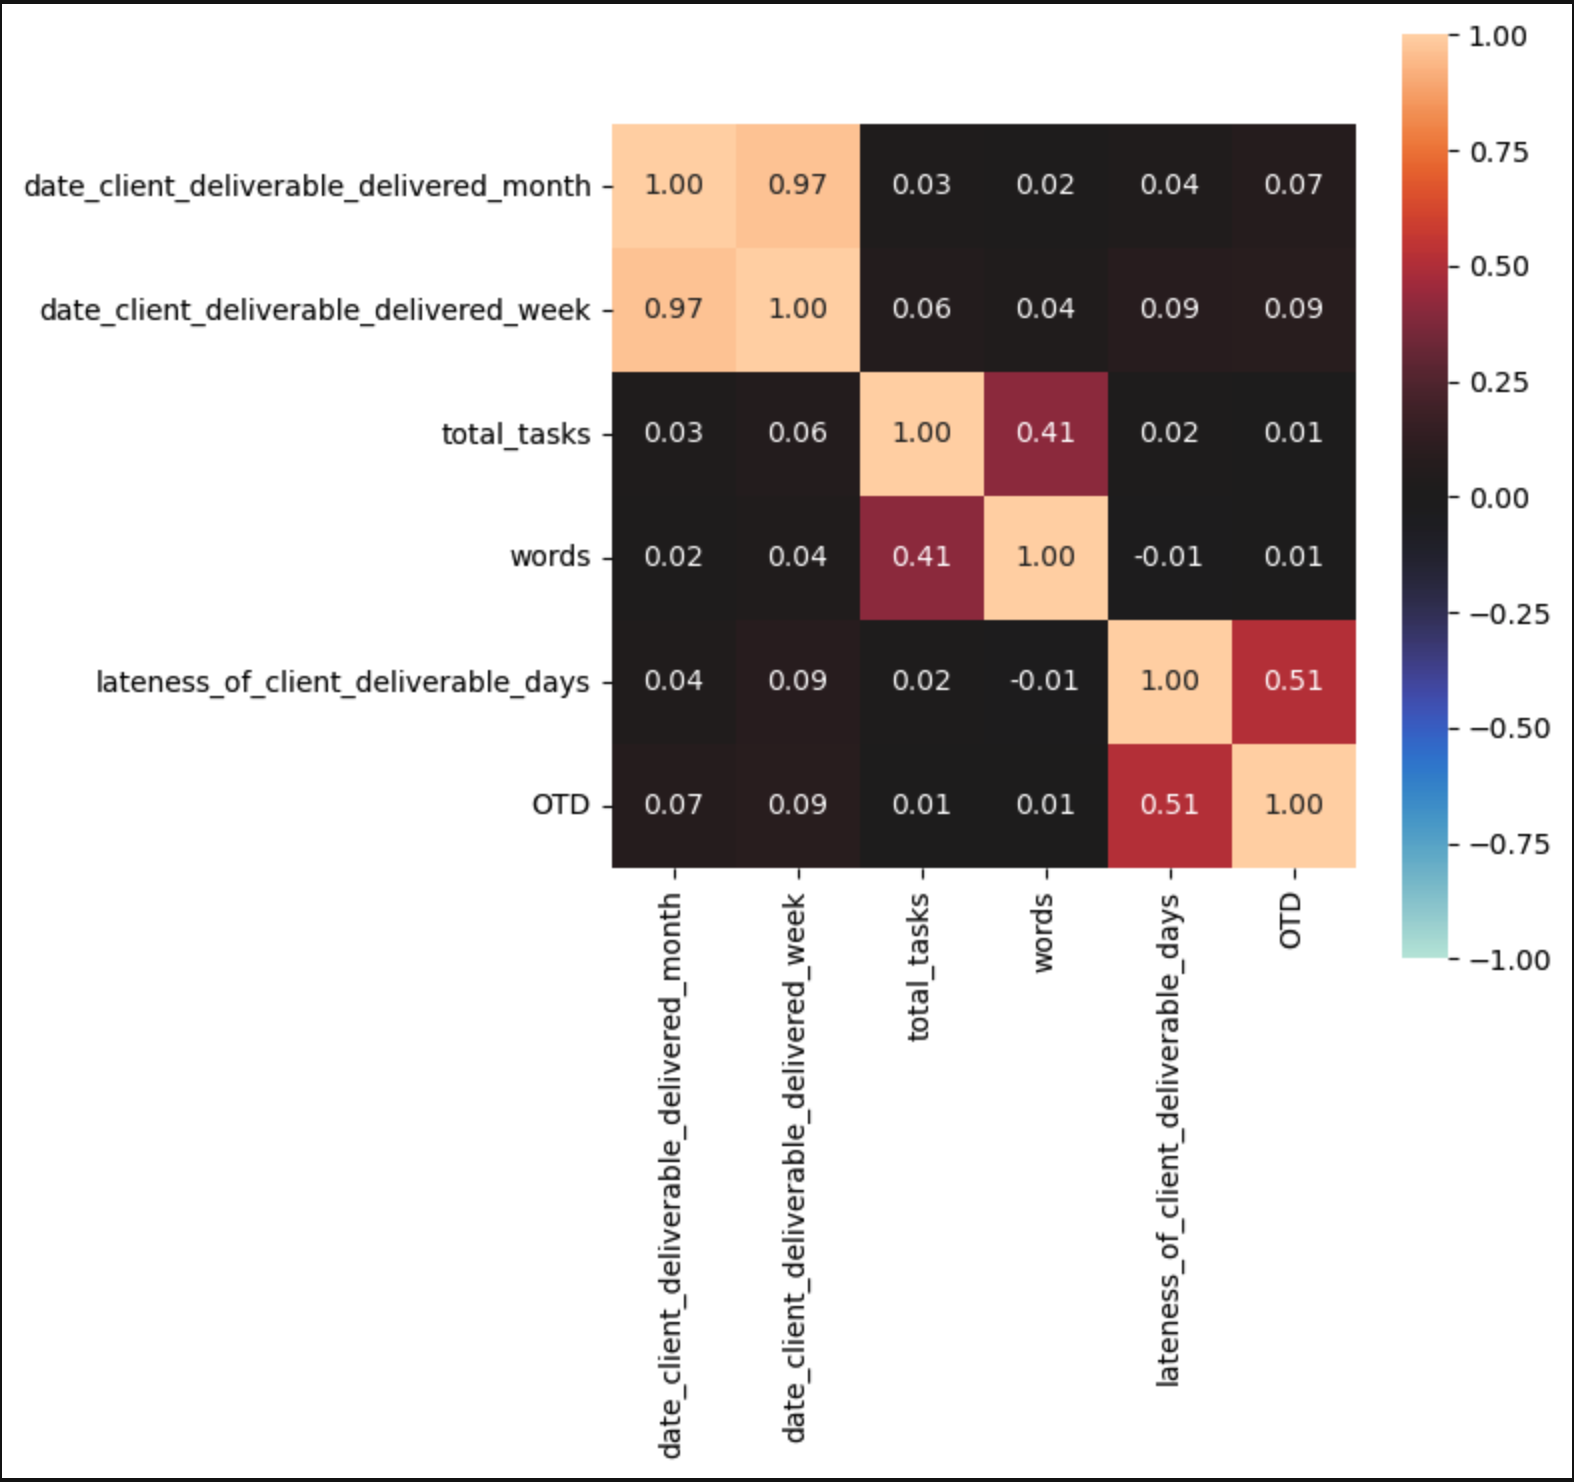 date_client_deliverable_delivered_month 1.00 0.97 0.03 0.02 0.04 0.07
date_client_deliverable_delivered_week 0.97 1.00 0.06 0.04 0.09 0.09
total_tasks 0.03 0.06 1.00 0.41 0.02 0.01
words 0.02 0.04 0.41 1.00 -0.01 0.01
lateness_of_client_deliverable_days 0.04 0.09 0.02 -0.01 1.00 0.51
OTD 0.07 0.09 0.01 0.01 0.51 1.00
date_client_deliverable_delivered_month
date_client_deliverable_delivered_week
total_tasks
words
lateness_of_client_deliverable_days
OTD
1.00
0.75
0.50
0.25
0.00
−0.25
−0.50
−0.75
−1.00